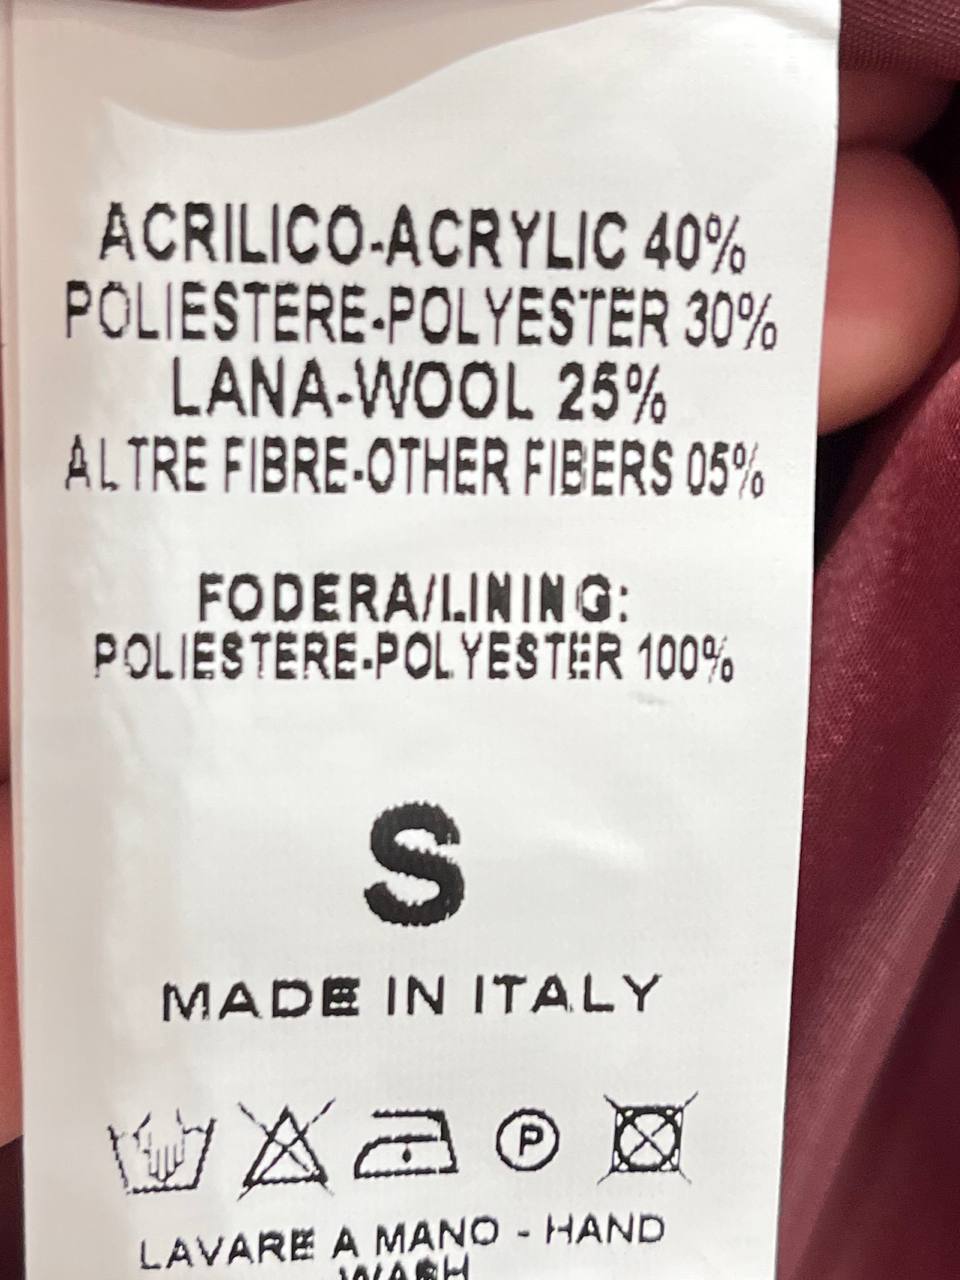 ACRILICO-ACRYLIC 40%
POLIESTERE-POLYESTER 30%
LANA-WOOL 25%
ALTRE FIBRE-OTHER FIBERS 05%
FODERA/LINING:
POLIESTERE-POLYESTER 100%
S
MADE IN ITALY
P
LAVARE A MANO - HAND
WASH